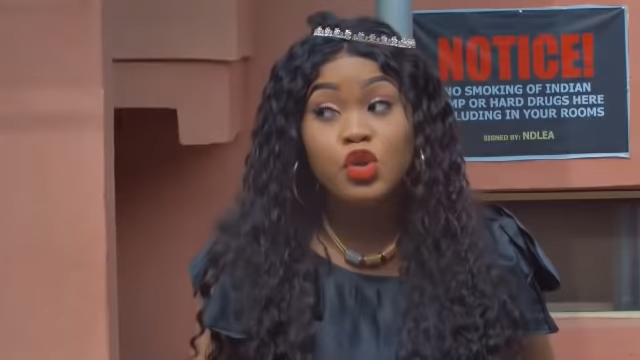 NOTICE!
NO SMOKING OF INDIAN
OR HARD DRUGS HERE
IN YOUR ROOMS
SIGNED BY: NDLEA